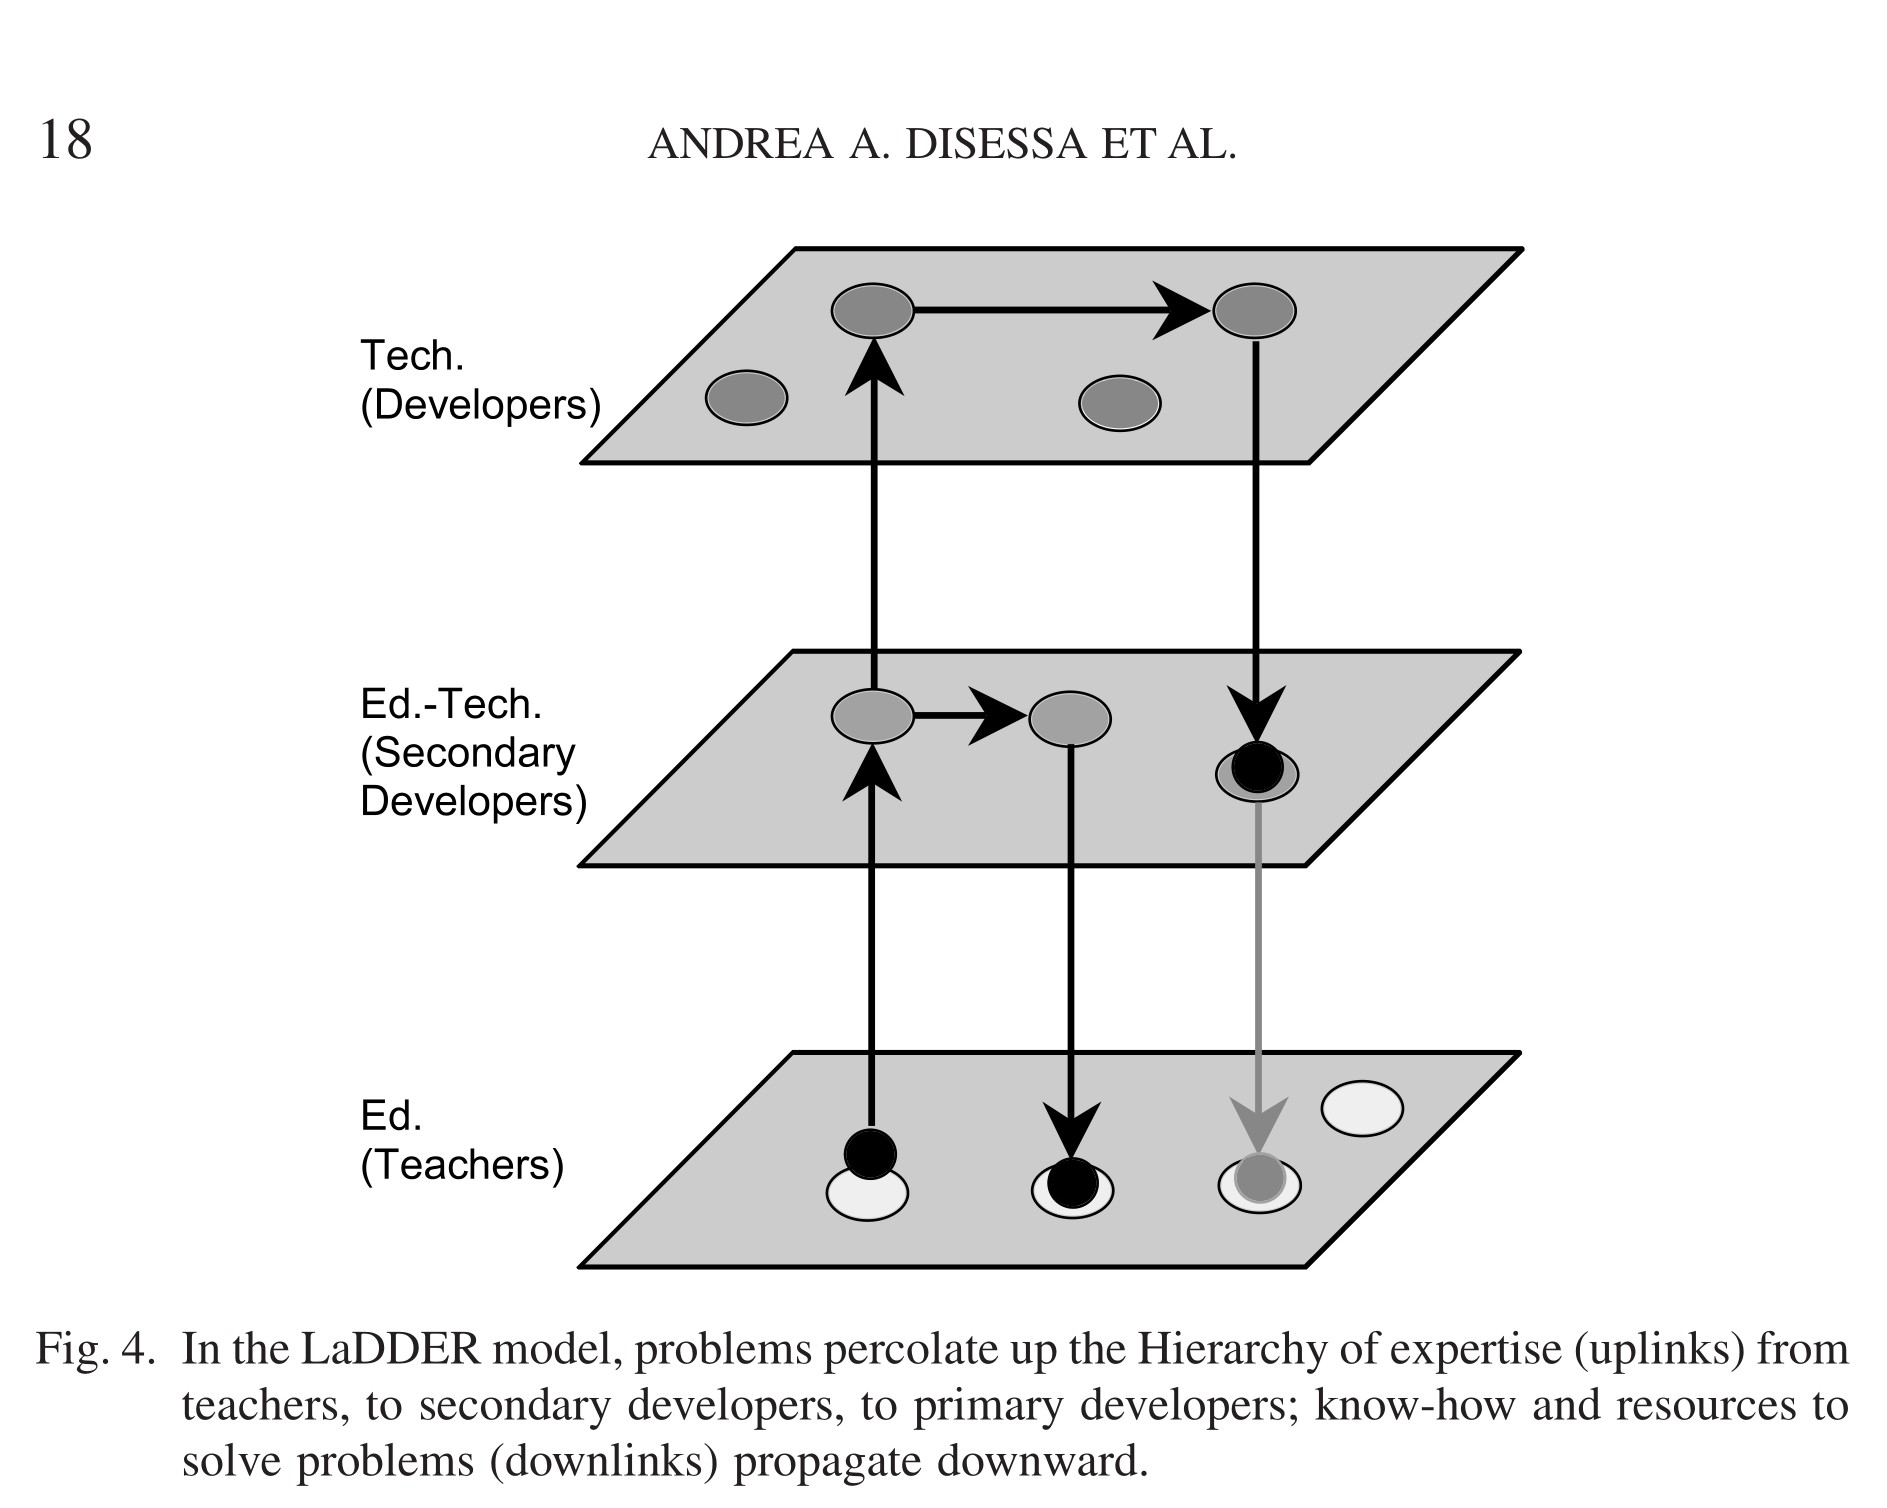 18
ANDREA A. DISESSA ET AL.
Tech.
(Developers)
Ed.-Tech.
(Secondary
Developers)
Ed.
(Teachers)
Fig. 4. In the LaDDER model, problems percolate up the Hierarchy of expertise (uplinks) from
teachers, to secondary developers, to primary developers; know-how and resources to
solve problems (downlinks) propagate downward.